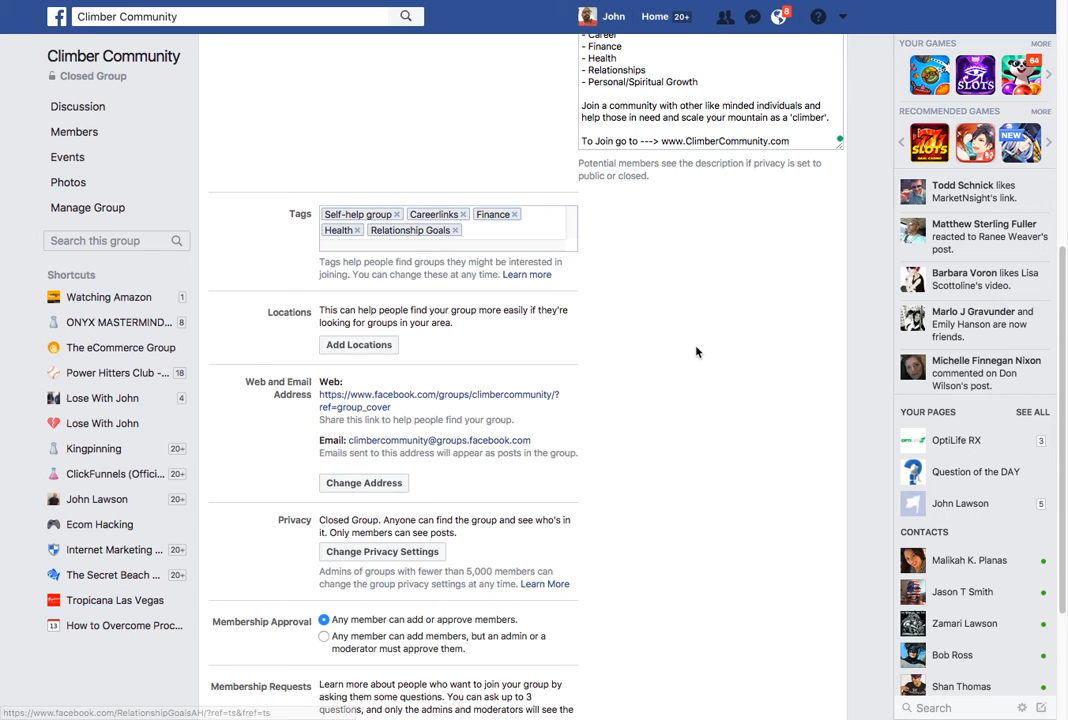 Climber Community
John
Home 20+
8
Climber Community
Closed Group
Discussion
Members
Events
Photos
Manage Group
Search this group
Shortcuts
Watching Amazon 1
ONYX MASTERMIND... 8
The eCommerce Group
Power Hitters Club -... 18
Lose With John 4
Lose With John
Kingpinning 20+
ClickFunnels (Offici... 20+
John Lawson 20+
Ecom Hacking
Internet Marketing ... 20+
The Secret Beach ... 20+
Tropicana Las Vegas
13 How to Overcome Proc...
https://www.facebook.com/RelationshipGoalsAH/?ref=ts&fref=ts
- Career
- Finance
- Health
- Relationships
- Personal/Spiritual Growth
Join a community with other like minded individuals and
help those in need and scale your mountain as a 'climber'.
To Join go to ---> www.ClimberCommunity.com
Potential members see the description if privacy is set to
public or closed.
Tags
Self-help group × Careerlinks × Finance ×
Health × Relationship Goals ×
Tags help people find groups they might be interested in
joining. You can change these at any time. Learn more
Locations
This can help people find your group more easily if they're
looking for groups in your area.
Add Locations
Web and Email
Address
Web:
https://www.facebook.com/groups/climbercommunity/?
ref=group_cover
Share this link to help people find your group.
Email: climbercommunity@groups.facebook.com
Emails sent to this address will appear as posts in the group.
Change Address
Privacy
Closed Group. Anyone can find the group and see who's in
it. Only members can see posts.
Change Privacy Settings
Admins of groups with fewer than 5,000 members can
change the group privacy settings at any time. Learn More
Membership Approval
Any member can add or approve members.
Any member can add members, but an admin or a
moderator must approve them.
Membership Requests
Learn more about people who want to join your group by
asking them some questions. You can ask up to 3
questions, and only the admins and moderators will see the
YOUR GAMES MORE
SLOTS
64
RECOMMENDED GAMES MORE
NEW
Todd Schnick likes
MarketNsight's link.
Matthew Sterling Fuller
reacted to Ranee Weaver's
post.
Barbara Voron likes Lisa
Scottoline's video.
Marlo J Gravunder and
Emily Hanson are now
friends.
Michelle Finnegan Nixon
commented on Don
Wilson's post.
YOUR PAGES SEE ALL
OptiLife RX 3
Question of the DAY
John Lawson 5
CONTACTS
Malikah K. Planas
Jason T Smith
Zamari Lawson
Bob Ross
Shan Thomas
Search